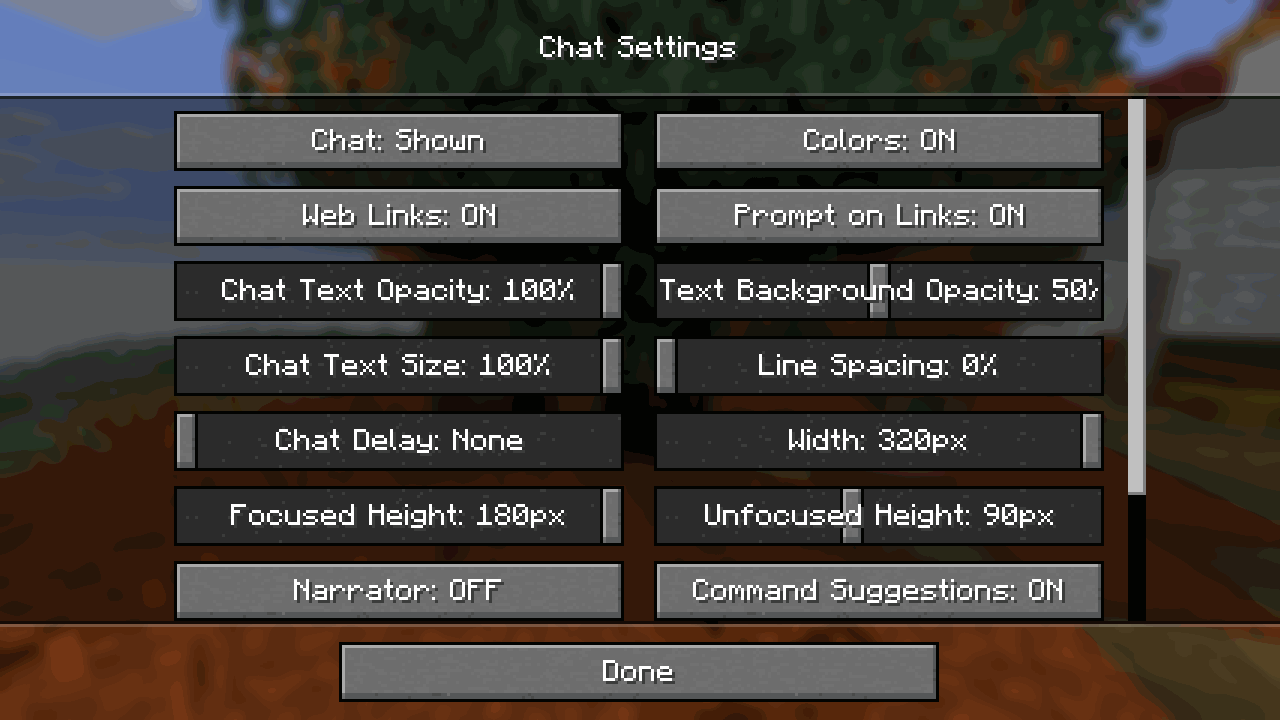 Chat Settings
Chat: Shown
Colors: ON
Web Links: ON
Prompt on Links: ON
Chat Text Opacity: 100%
Text Background Opacity: 50%
Chat Text Size: 100%
Line Spacing: 0%
Chat Delay: None
Width: 320px
Focused Height: 180px
Unfocused Height: 90px
Narrator: OFF
Command Suggestions: ON
Done